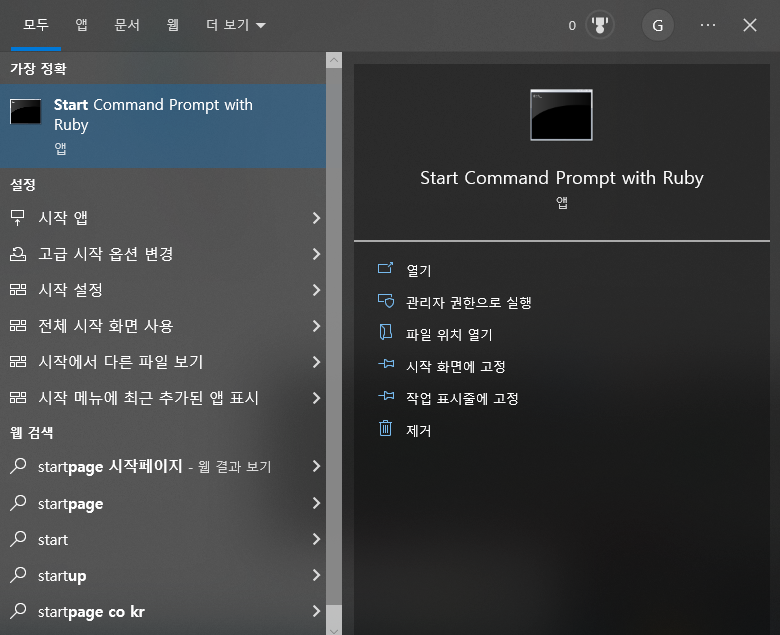 모두 앱 문서 웹 더 보기 0 G
가장 정확
Start Command Prompt with
Ruby
앱
설정
시작 앱
고급 시작 옵션 변경
시작 설정
전체 시작 화면 사용
시작에서 다른 파일 보기
시작 메뉴에 최근 추가된 앱 표시
웹 검색
startpage 시작페이지 - 웹 결과 보기
startpage
start
startup
startpage co kr
Start Command Prompt with Ruby
앱
열기
관리자 권한으로 실행
파일 위치 열기
시작 화면에 고정
작업 표시줄에 고정
제거